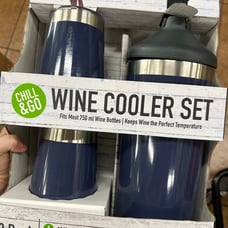 CHILL
&GO
WINE COOLER SET
Fits Most 750 ml Wine Bottles | Keeps Wine the Perfect Temperature